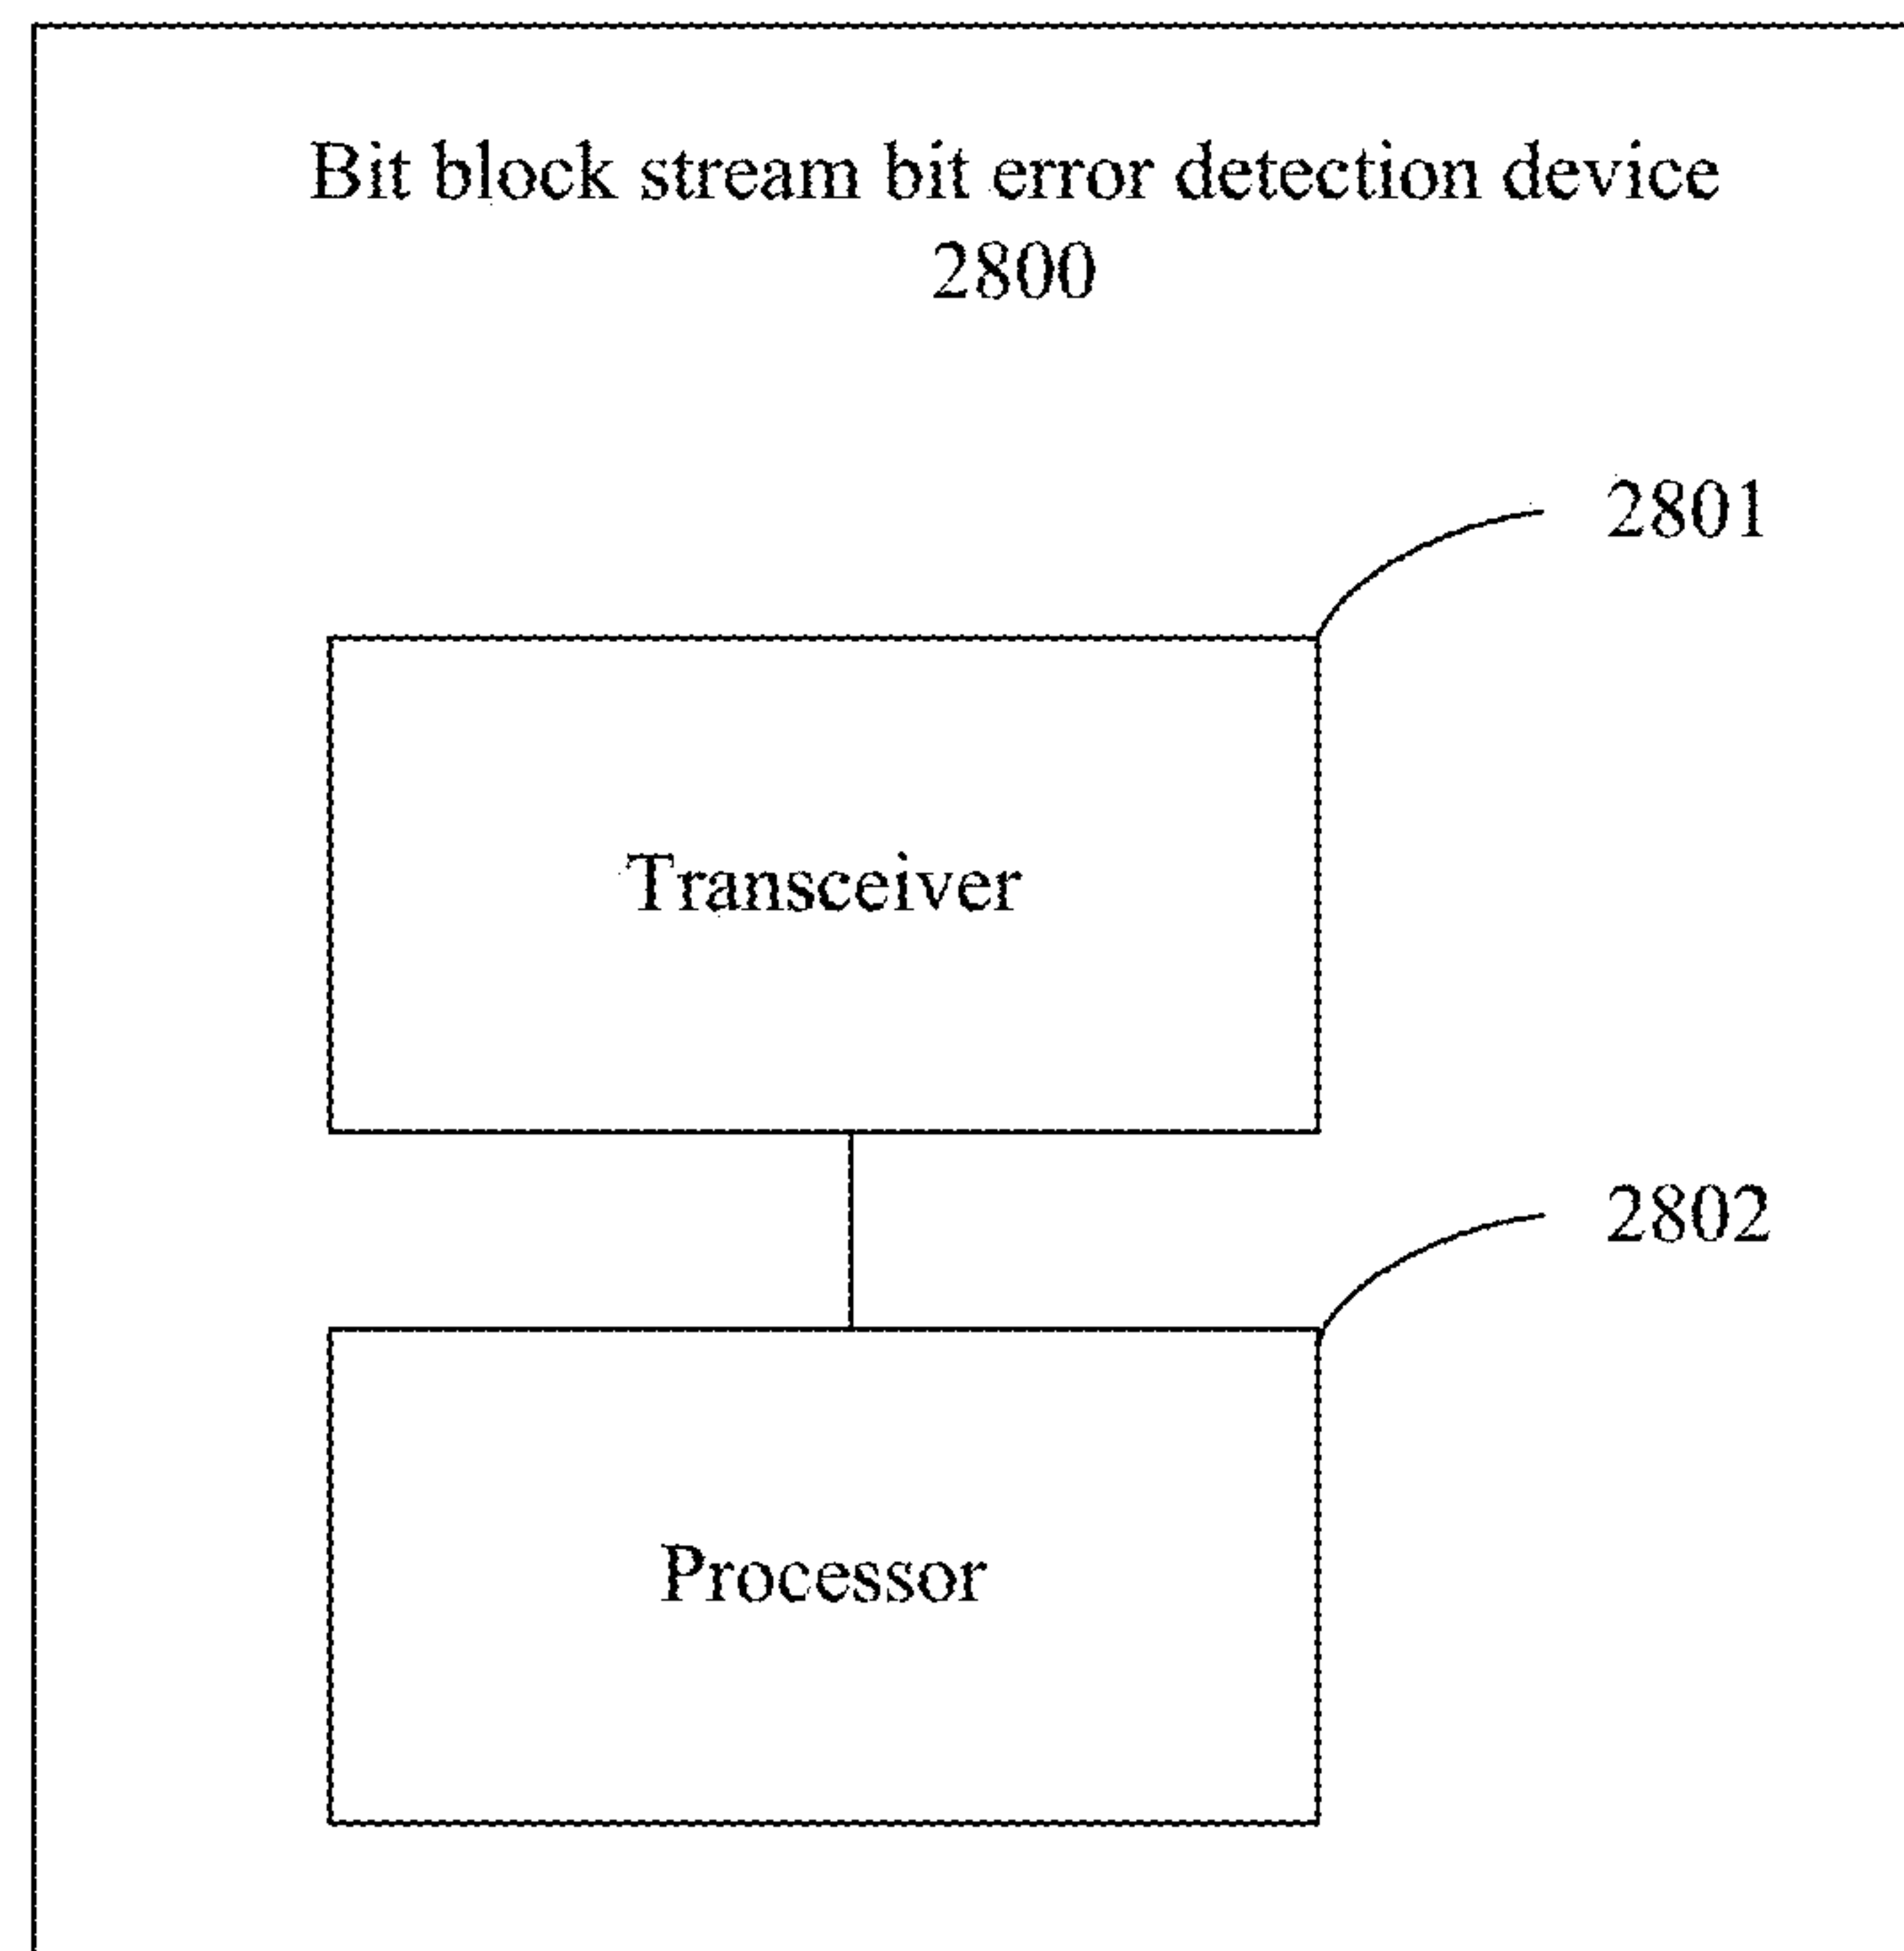 Bit block stream bit error detection device
2800
2801
Transceiver
2802
Processor